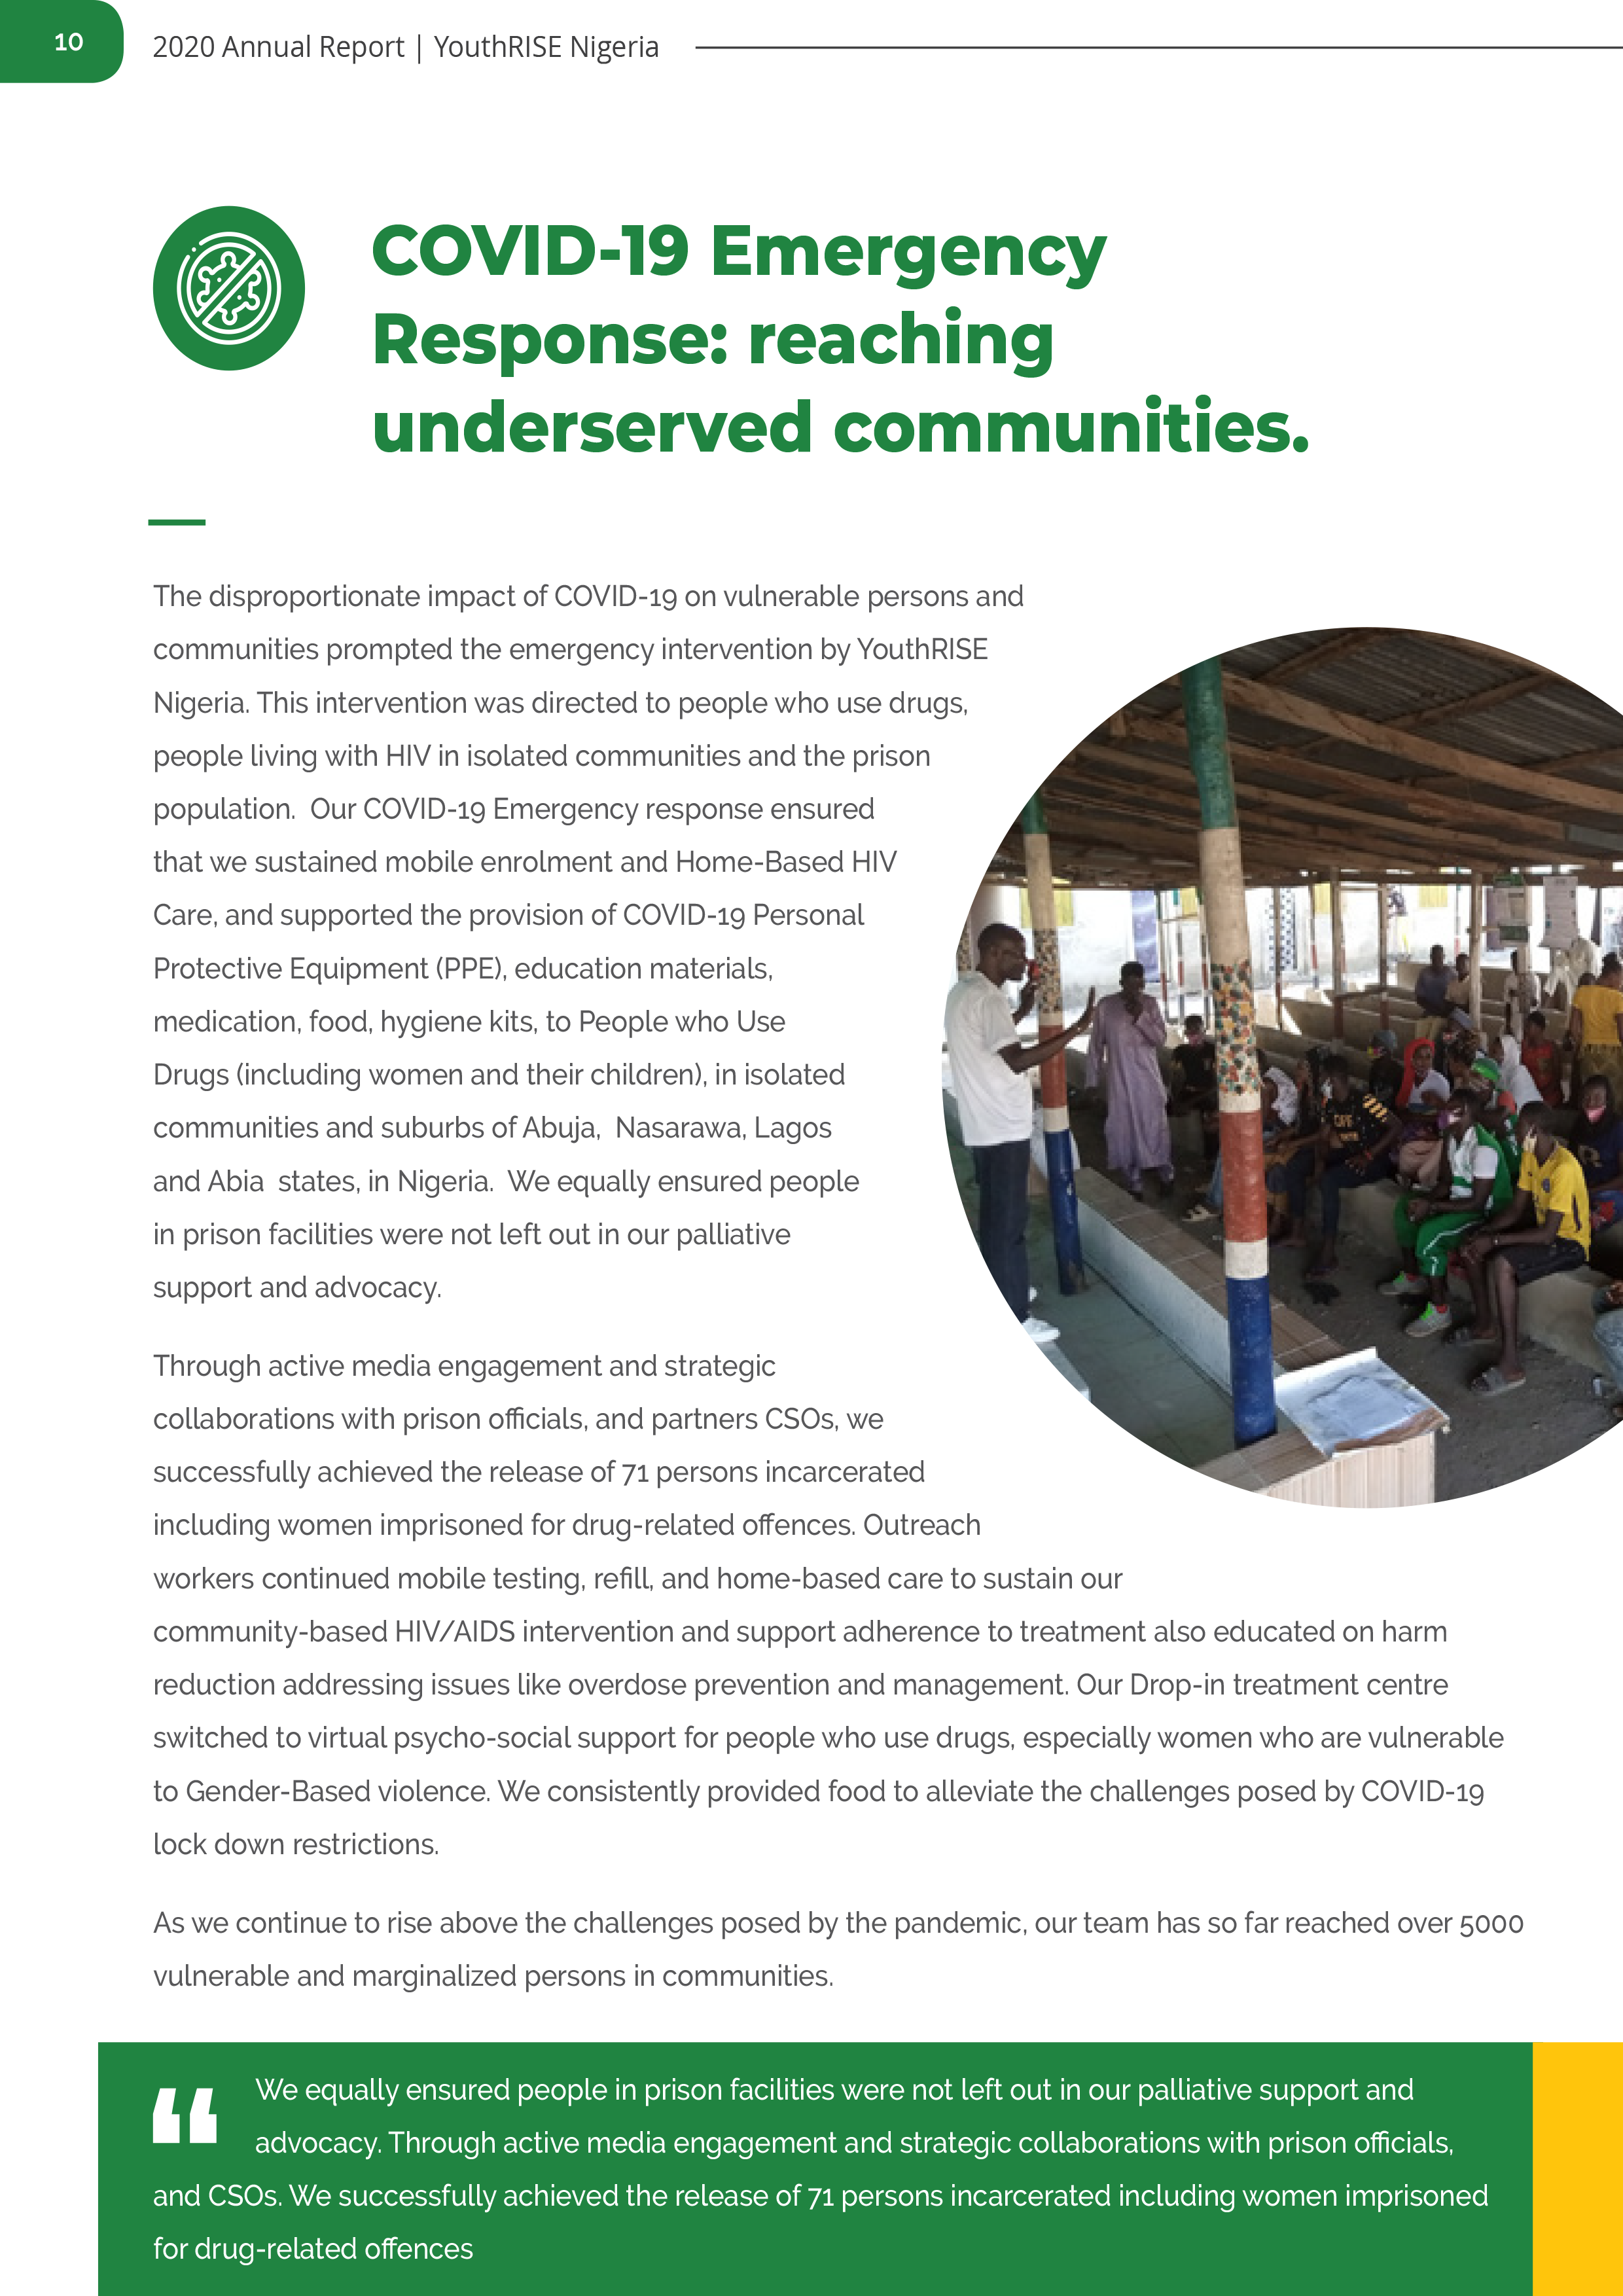 10
2020 Annual Report | YouthRISE Nigeria
COVID-19 Emergency
Response: reaching
underserved communities.
The disproportionate impact of COVID-19 on vulnerable persons and
communities prompted the emergency intervention by YouthRISE
Nigeria. This intervention was directed to people who use drugs,
people living with HIV in isolated communities and the prison
population.  Our COVID-19 Emergency response ensured
that we sustained mobile enrolment and Home-Based HIV
Care, and supported the provision of COVID-19 Personal
Protective Equipment (PPE), education materials,
medication, food, hygiene kits, to People who Use
Drugs (including women and their children), in isolated
communities and suburbs of Abuja,  Nasarawa, Lagos
and Abia  states, in Nigeria.  We equally ensured people
in prison facilities were not left out in our palliative
support and advocacy.
Through active media engagement and strategic
collaborations with prison officials, and partners CSOs, we
successfully achieved the release of 71 persons incarcerated
including women imprisoned for drug-related offences. Outreach
workers continued mobile testing, refill, and home-based care to sustain our
community-based HIV/AIDS intervention and support adherence to treatment also educated on harm
reduction addressing issues like overdose prevention and management. Our Drop-in treatment centre
switched to virtual psycho-social support for people who use drugs, especially women who are vulnerable
to Gender-Based violence. We consistently provided food to alleviate the challenges posed by COVID-19
lock down restrictions.
As we continue to rise above the challenges posed by the pandemic, our team has so far reached over 5000
vulnerable and marginalized persons in communities.
“ We equally ensured people in prison facilities were not left out in our palliative support and
advocacy. Through active media engagement and strategic collaborations with prison officials,
and CSOs. We successfully achieved the release of 71 persons incarcerated including women imprisoned
for drug-related offences